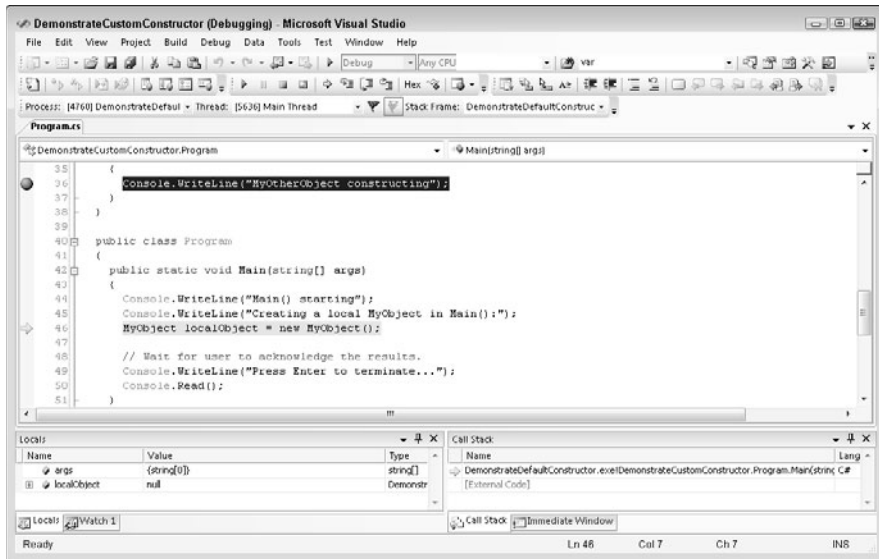 DemonstrateCustomConstructor (Debugging) - Microsoft Visual Studio
File Edit View Project Build Debug Data Tools Test Window Help
Debug Any CPU var
Hex
Process: [4760] DemonstrateDefaul Thread: [5636] Main Thread Stack Frame: DemonstrateDefaultConstruc
Program.cs
DemonstrateCustomConstructor.Program Main(string[] args)
35 {
36 Console.WriteLine("MyOtherObject constructing");
37 }
38 }
39
40 public class Program
41 {
42 public static void Main(string[] args)
43 {
44 Console.WriteLine("Main() starting");
45 Console.WriteLine("Creating a local MyObject in Main():");
46 MyObject localObject = new MyObject();
47
48 // Wait for user to acknowledge the results.
49 Console.WriteLine("Press Enter to terminate...");
50 Console.Read();
51 }
Locals
Name Value Type
args {string[0]} string[]
localObject null Demonstr
Locals Watch 1
Call Stack
Name Lang
DemonstrateDefaultConstructor.exe!DemonstrateCustomConstructor.Program.Main(string C#
[External Code]
Call Stack Immediate Window
Ready Ln 46 Col 7 Ch 7 INS